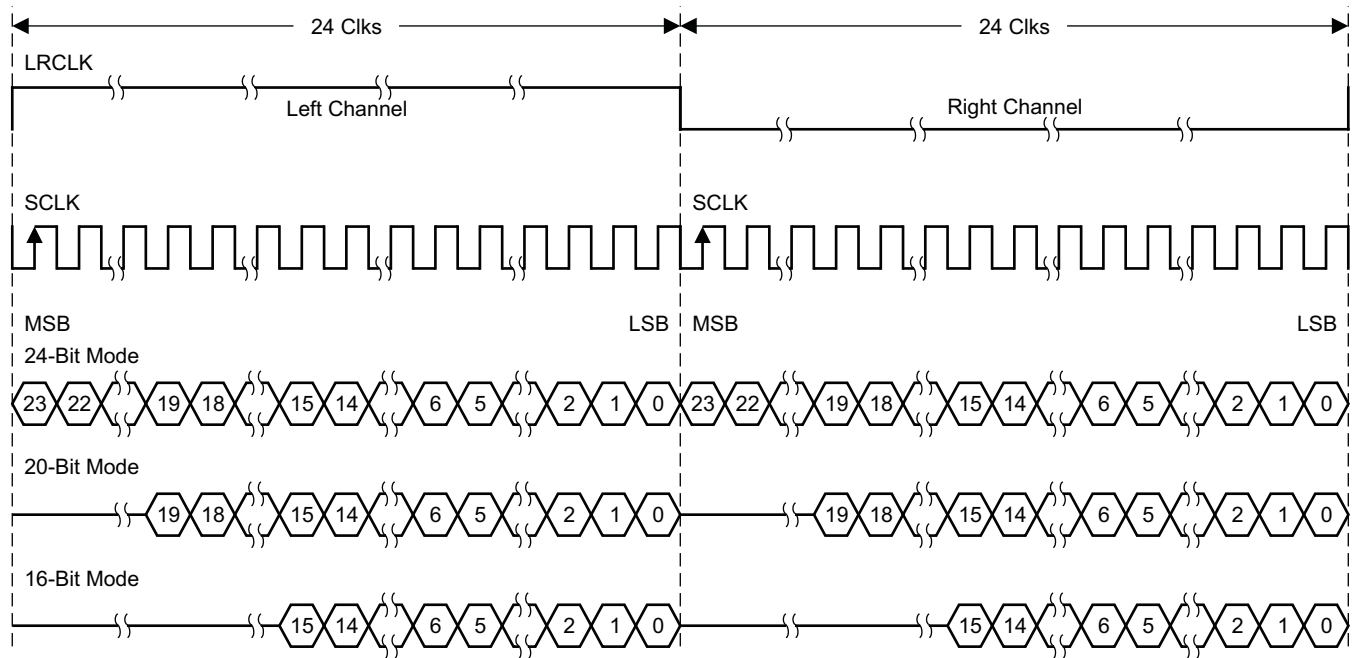 24 Clks 24 Clks
LRCLK
Left Channel Right Channel
SCLK SCLK
MSB LSB MSB LSB
24-Bit Mode
23 22 19 18 15 14 6 5 2 1 0 23 22 19 18 15 14 6 5 2 1 0
20-Bit Mode
19 18 15 14 6 5 2 1 0 19 18 15 14 6 5 2 1 0
16-Bit Mode
15 14 6 5 2 1 0 15 14 6 5 2 1 0